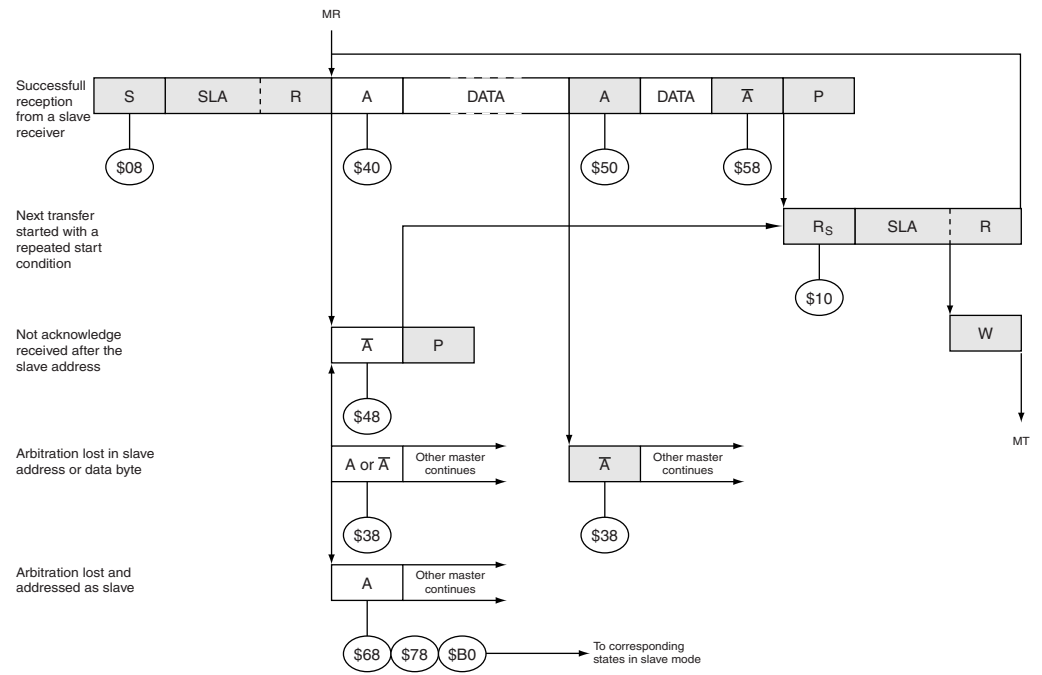 MR
Successfull
reception
from a slave
receiver
S SLA R A DATA A DATA A̅ P
$08 $40 $50 $58
Next transfer
started with a
repeated start
condition
RS SLA R
$10
Not acknowledge
received after the
slave address
A̅ P
W
$48
MT
Arbitration lost in slave
address or data byte
A or A̅ Other master
continues
A̅ Other master
continues
$38 $38
Arbitration lost and
addressed as slave
A Other master
continues
$68 $78 $B0 To corresponding
states in slave mode